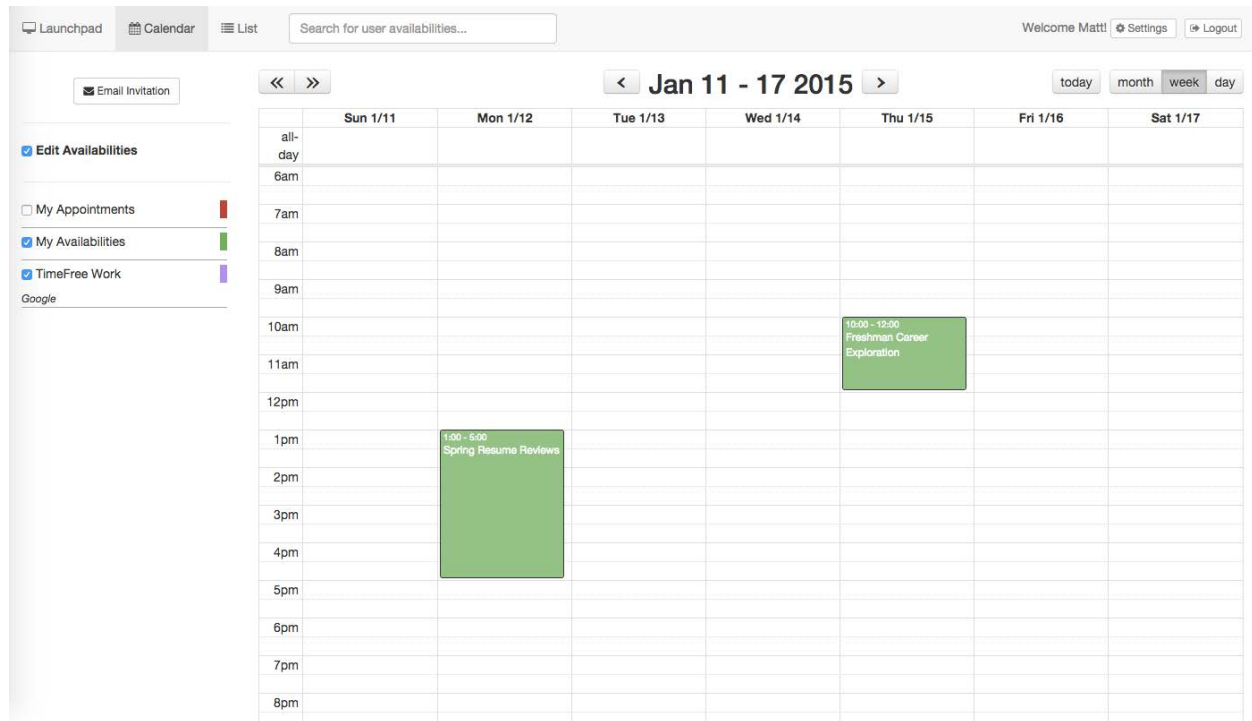 Launchpad Calendar List Search for user availabilities... Welcome Matt! Settings Logout
Email Invitation
Edit Availabilities
My Appointments
My Availabilities
TimeFree Work
Google
Jan 11 - 17 2015 today month week day
Sun 1/11 Mon 1/12 Tue 1/13 Wed 1/14 Thu 1/15 Fri 1/16 Sat 1/17
all-
day
6am
7am
8am
9am
10am
10:00 - 12:00
Freshman Career
Exploration
11am
12pm
1pm
1:00 - 5:00
Spring Resume Reviews
2pm
3pm
4pm
5pm
6pm
7pm
8pm